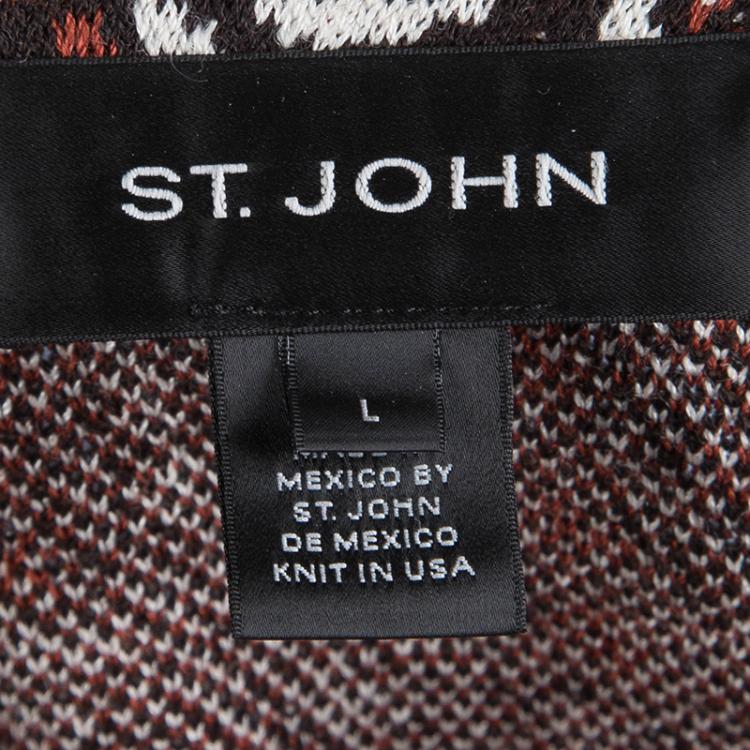 ST. JOHN
L
MEXICO BY
ST. JOHN
DE MEXICO
KNIT IN USA